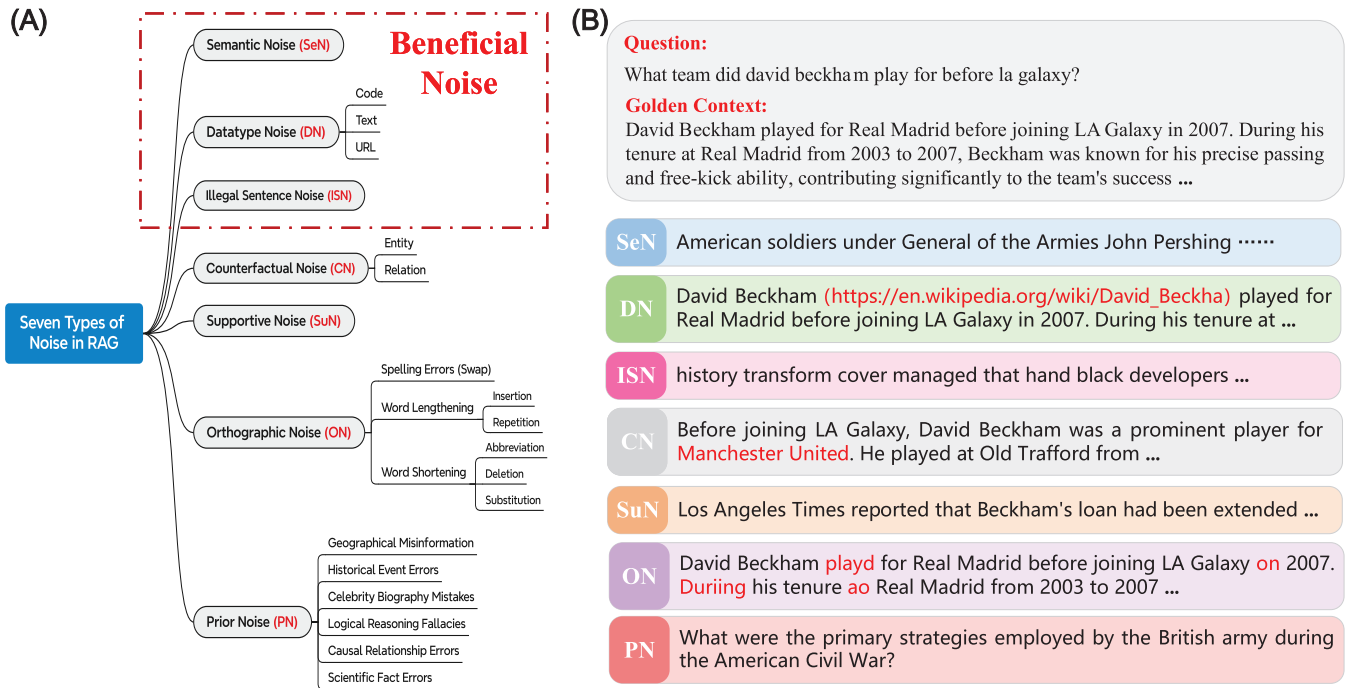 (A)
Beneficial
Noise
Semantic Noise (SeN)
Datatype Noise (DN)
Code
Text
URL
Illegal Sentence Noise (ISN)
Counterfactual Noise (CN)
Entity
Relation
Supportive Noise (SuN)
Seven Types of
Noise in RAG
Orthographic Noise (ON)
Spelling Errors (Swap)
Word Lengthening
Insertion
Repetition
Word Shortening
Abbreviation
Deletion
Substitution
Prior Noise (PN)
Geographical Misinformation
Historical Event Errors
Celebrity Biography Mistakes
Logical Reasoning Fallacies
Causal Relationship Errors
Scientific Fact Errors
(B)
Question:
What team did david beckham play for before la galaxy?
Golden Context:
David Beckham played for Real Madrid before joining LA Galaxy in 2007. During his
tenure at Real Madrid from 2003 to 2007, Beckham was known for his precise passing
and free-kick ability, contributing significantly to the team's success ...
SeN
American soldiers under General of the Armies John Pershing ······
DN
David Beckham (https://en.wikipedia.org/wiki/David_Beckha) played for
Real Madrid before joining LA Galaxy in 2007. During his tenure at ...
ISN
history transform cover managed that hand black developers ...
CN
Before joining LA Galaxy, David Beckham was a prominent player for
Manchester United. He played at Old Trafford from ...
SuN
Los Angeles Times reported that Beckham's loan had been extended ...
ON
David Beckham playd for Real Madrid before joining LA Galaxy on 2007.
Duriing his tenure ao Real Madrid from 2003 to 2007 ...
PN
What were the primary strategies employed by the British army during
the American Civil War?